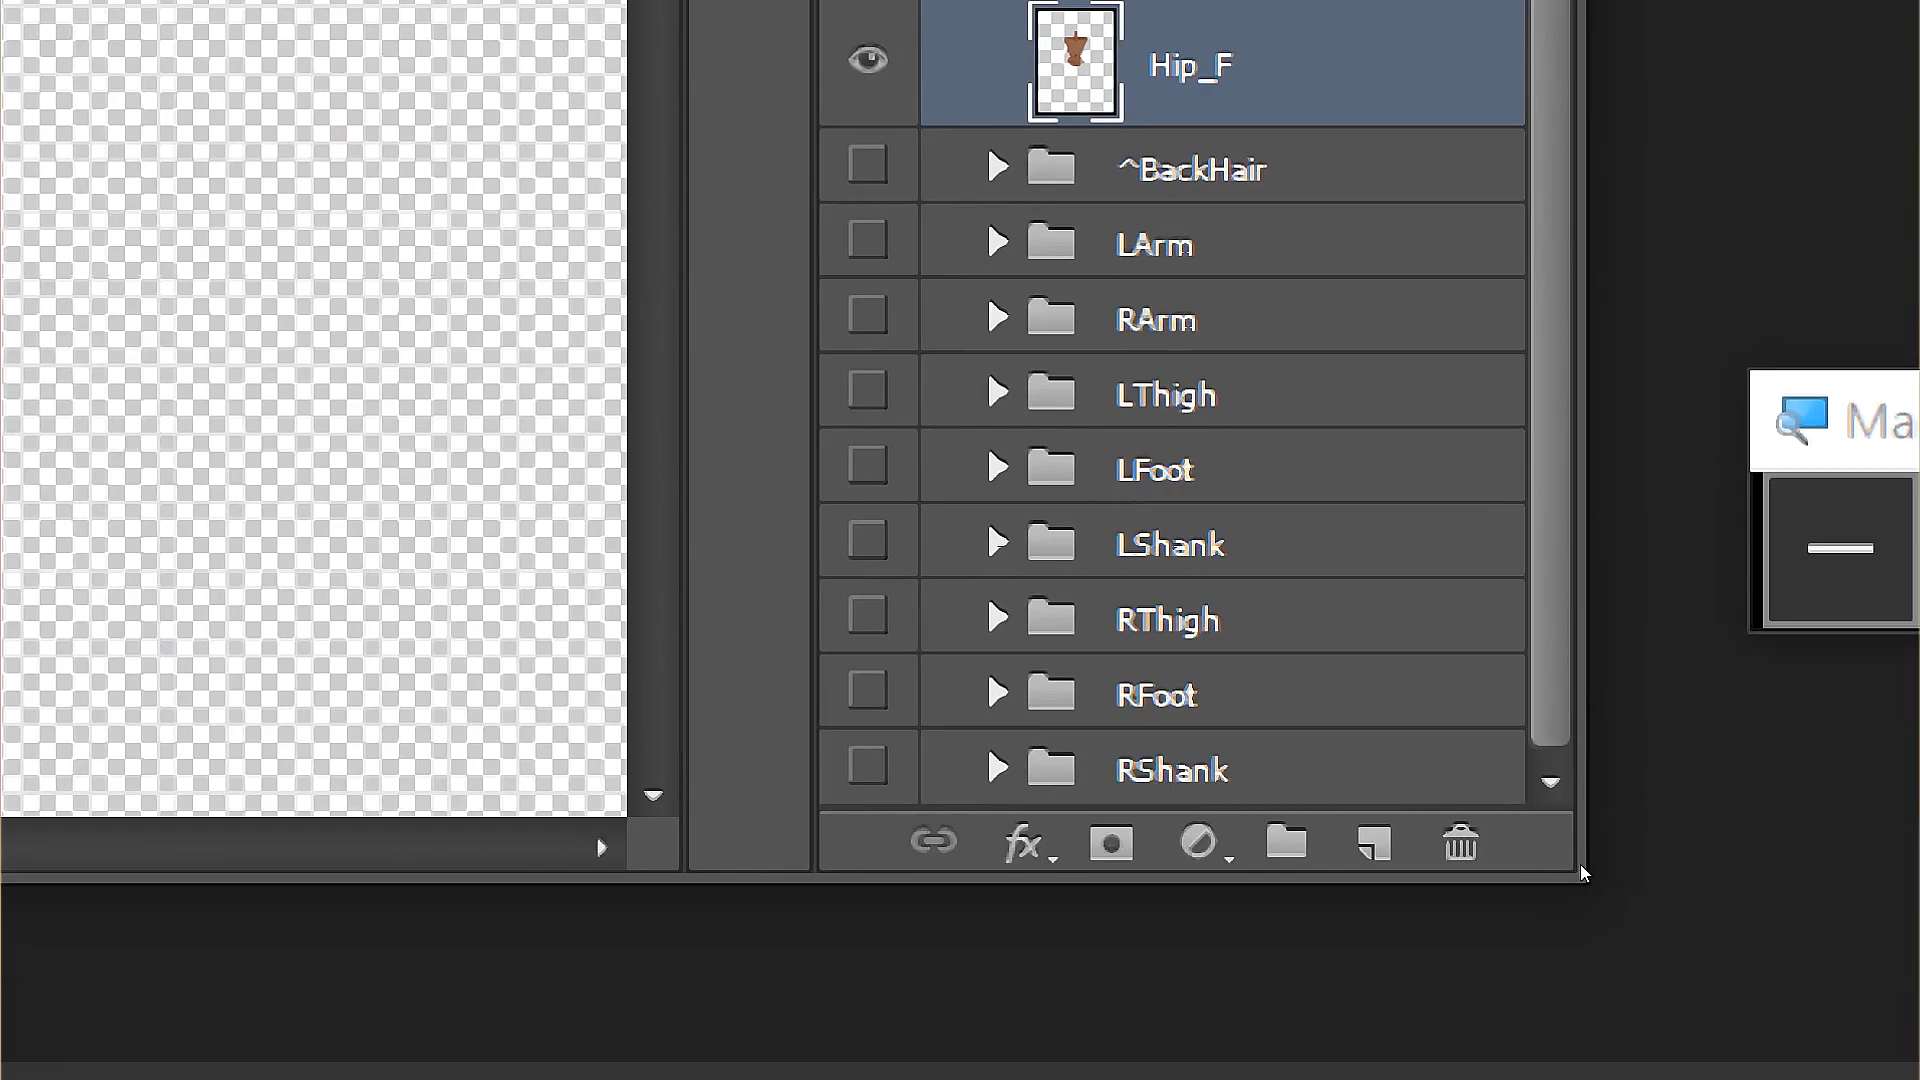 Hip_F
^BackHair
LArm
RArm
LThigh
LFoot
LShank
RThigh
RFoot
RShank
fx
Ma